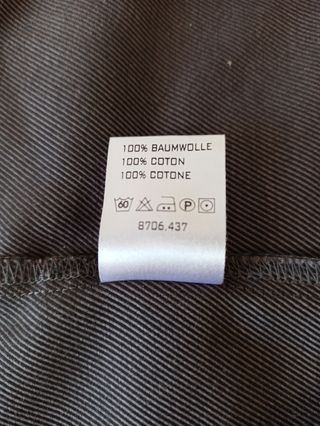 100% BAUMWOLLE
100% COTON
100% COTONE
60 P
8706.437